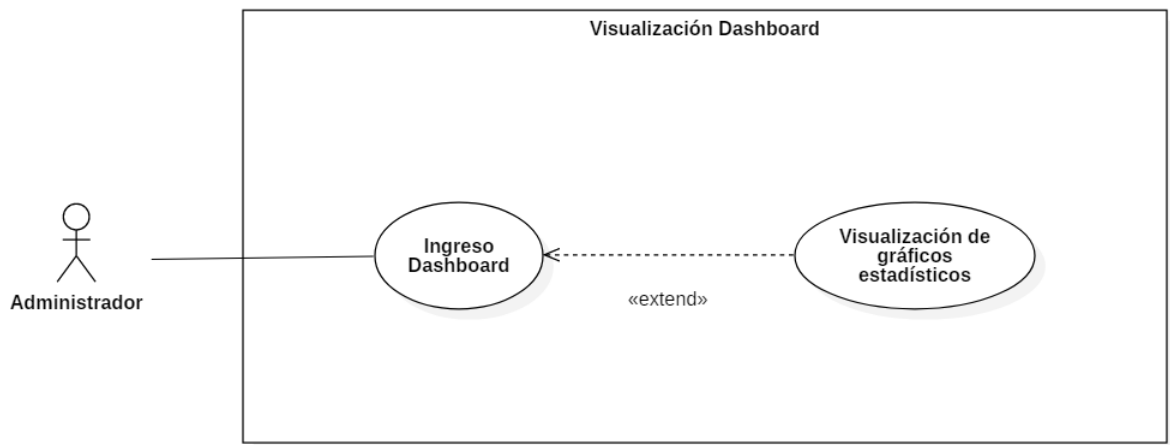 Visualización Dashboard
Administrador
Ingreso
Dashboard
«extend»
Visualización de
gráficos
estadísticos